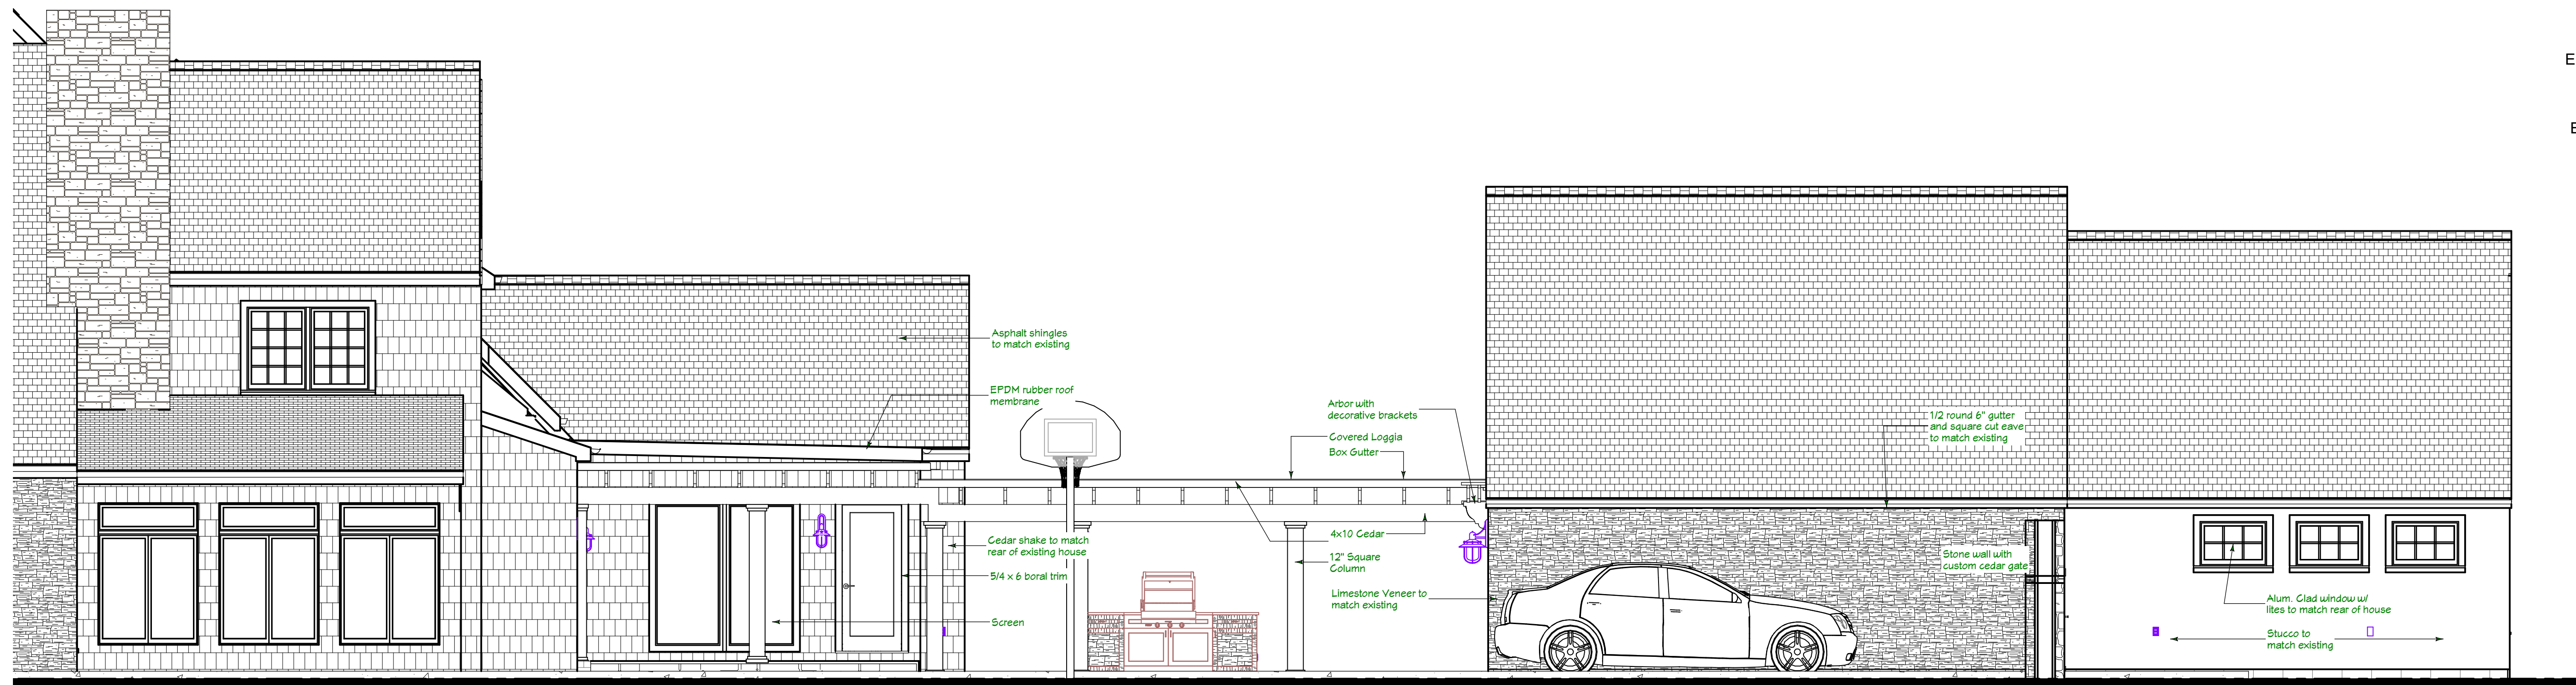 E
E
Asphalt shingles
to match existing
EPDM rubber roof
membrane
Arbor with
decorative brackets
Covered Loggia
Box Gutter
1/2 round 6" gutter
and square cut eave
to match existing
Cedar shake to match
rear of existing house
5/4 x 6 boral trim
Screen
4x10 Cedar
12" Square
Column
Limestone Veneer to
match existing
Stone wall with
custom cedar gate
Alum. Clad window w/
lites to match rear of house
Stucco to
match existing